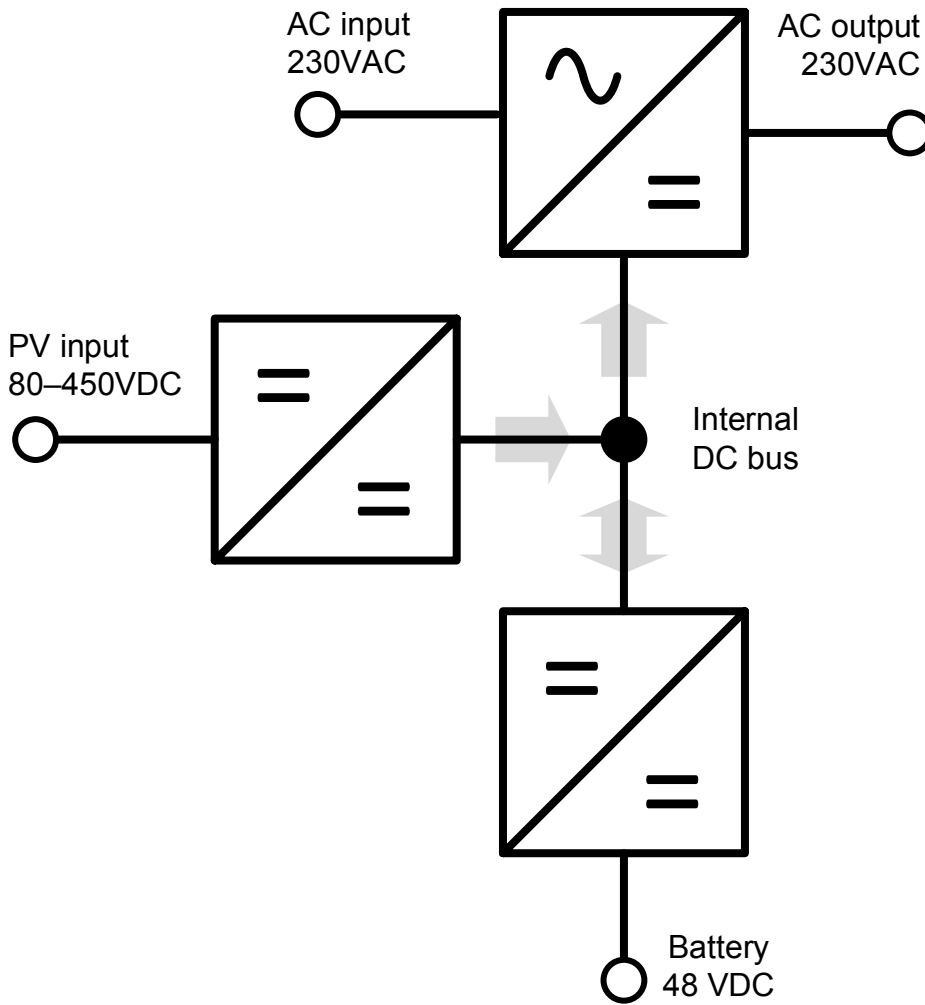 AC input
230VAC
AC output
230VAC
PV input
80–450VDC
Internal
DC bus
Battery
48 VDC